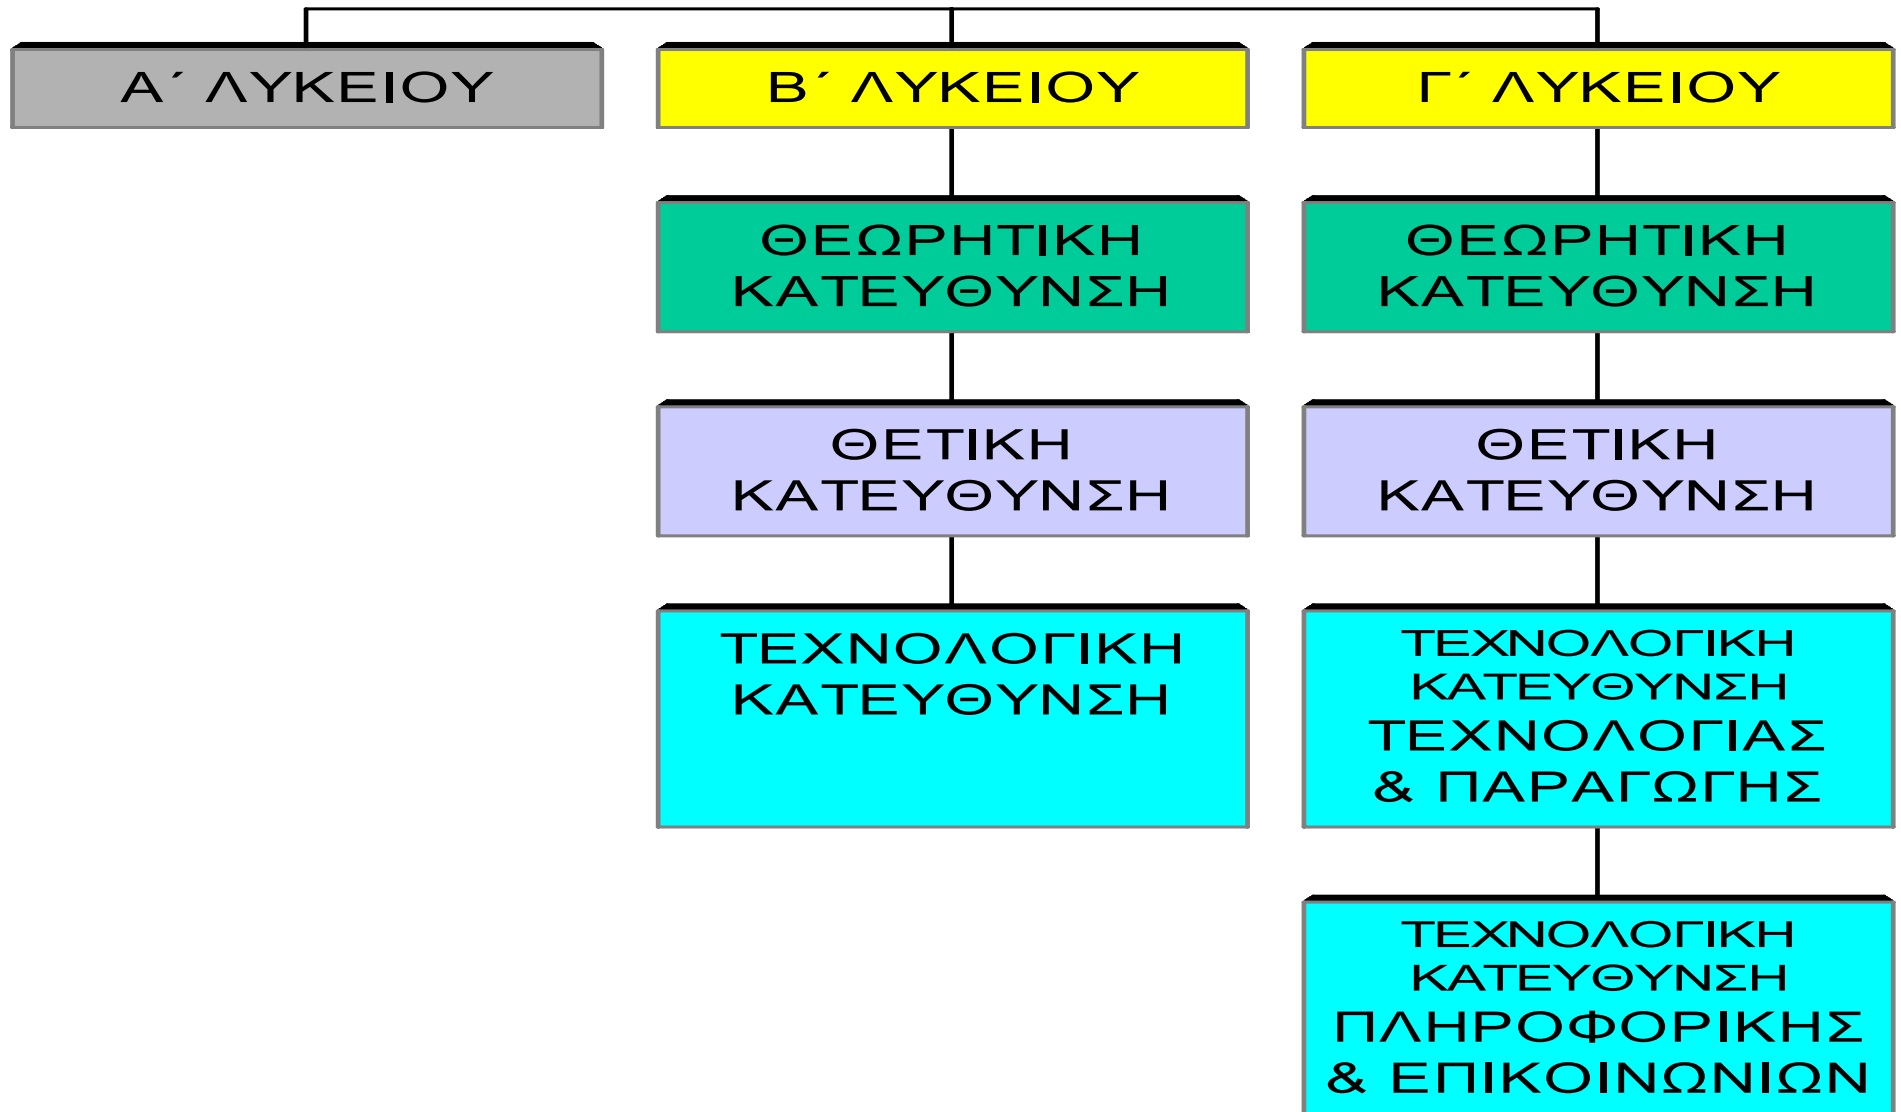 Α΄ ΛΥΚΕΙΟΥ
Β΄ ΛΥΚΕΙΟΥ
Γ΄ ΛΥΚΕΙΟΥ
ΘΕΩΡΗΤΙΚΗ
ΚΑΤΕΥΘΥΝΣΗ
ΘΕΩΡΗΤΙΚΗ
ΚΑΤΕΥΘΥΝΣΗ
ΘΕΤΙΚΗ
ΚΑΤΕΥΘΥΝΣΗ
ΘΕΤΙΚΗ
ΚΑΤΕΥΘΥΝΣΗ
ΤΕΧΝΟΛΟΓΙΚΗ
ΚΑΤΕΥΘΥΝΣΗ
ΤΕΧΝΟΛΟΓΙΚΗ
ΚΑΤΕΥΘΥΝΣΗ
ΤΕΧΝΟΛΟΓΙΑΣ
& ΠΑΡΑΓΩΓΗΣ
ΤΕΧΝΟΛΟΓΙΚΗ
ΚΑΤΕΥΘΥΝΣΗ
ΠΛΗΡΟΦΟΡΙΚΗΣ
& ΕΠΙΚΟΙΝΩΝΙΩΝ